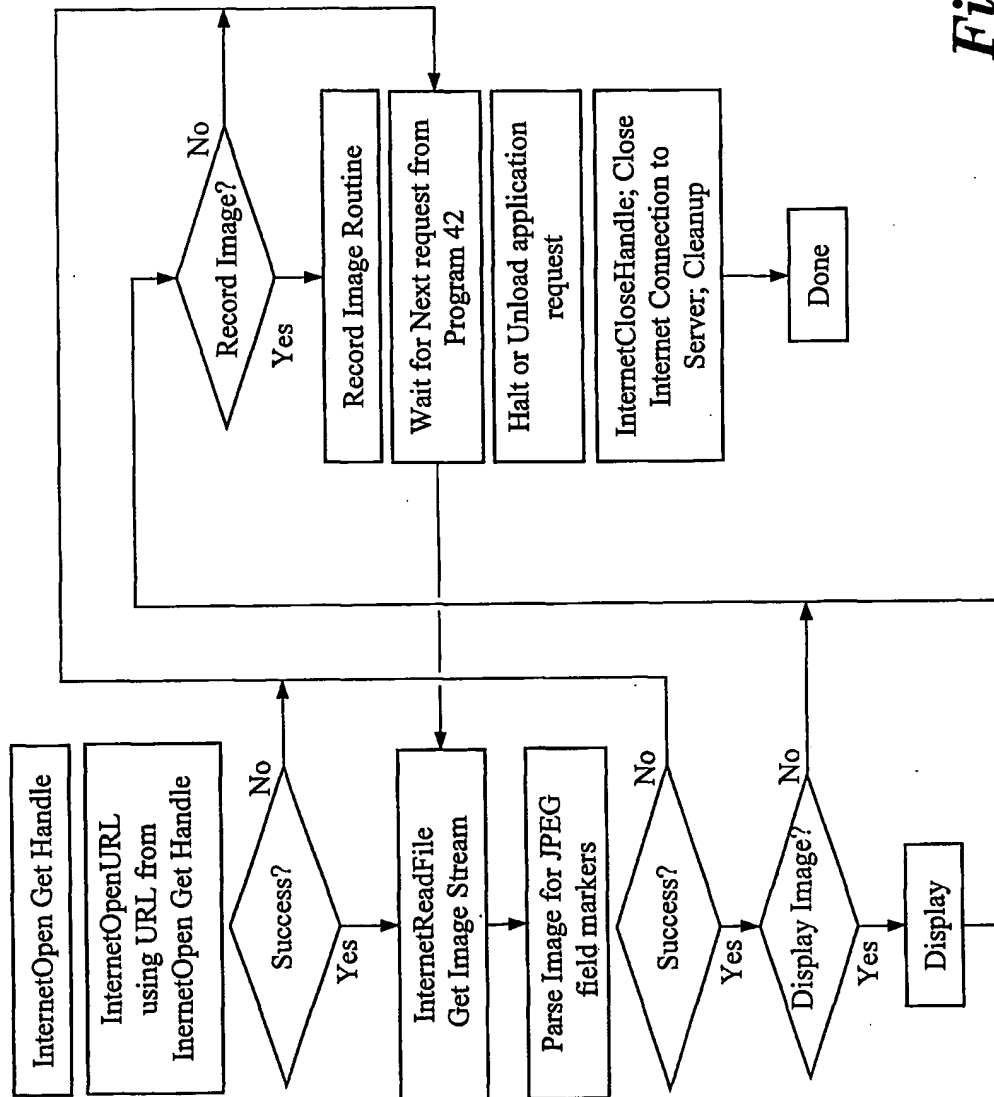 InternetOpen Get Handle
InternetOpenURL
using URL from
InernetOpen Get Handle
Success?
No
Yes
InternetReadFile
Get Image Stream
Parse Image for JPEG
field markers
Success?
No
Yes
Display Image?
No
Yes
Display
Record Image?
No
Yes
Record Image Routine
Wait for Next request from
Program 42
Halt or Unload application
request
InternetCloseHandle; Close
Internet Connection to
Server; Cleanup
Done
Fi